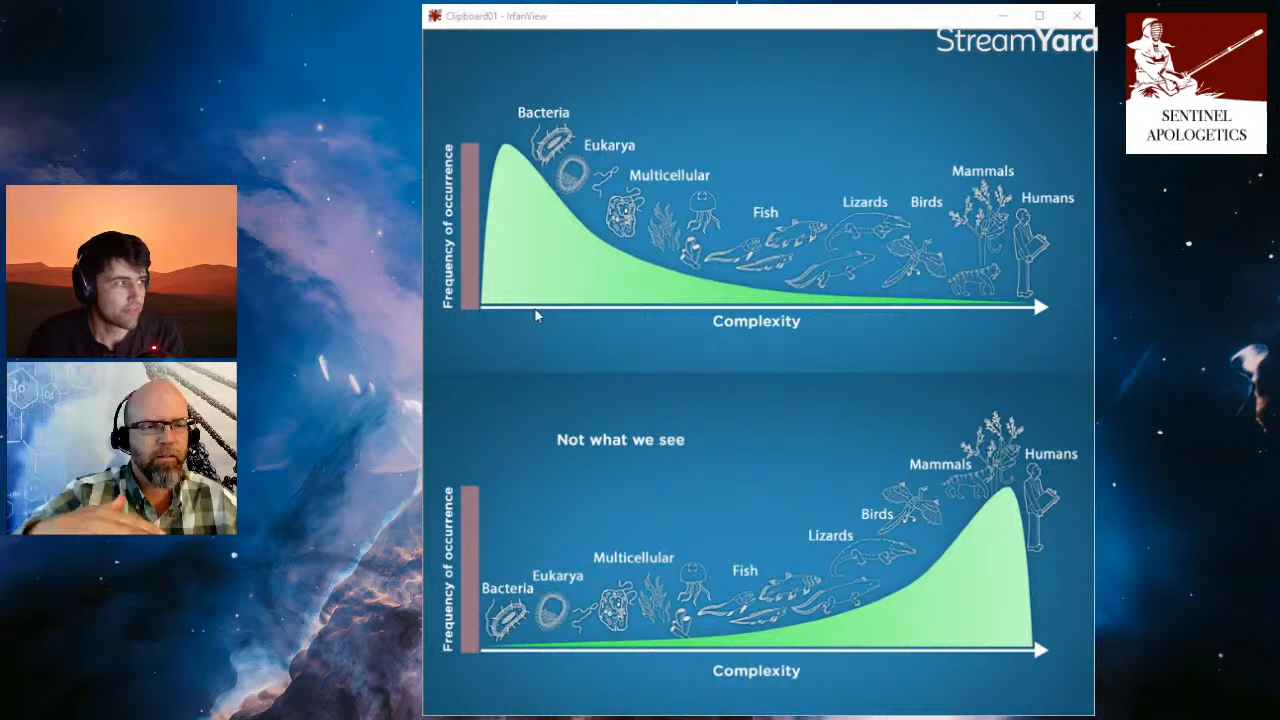 Clipboard01 - IrfanView
StreamYard
SENTINEL
APOLOGETICS
Bacteria
Eukarya
Multicellular
Fish
Lizards
Birds
Mammals
Humans
Frequency of occurrence
Complexity
Not what we see
Bacteria
Eukarya
Multicellular
Fish
Lizards
Birds
Mammals
Humans
Frequency of occurrence
Complexity